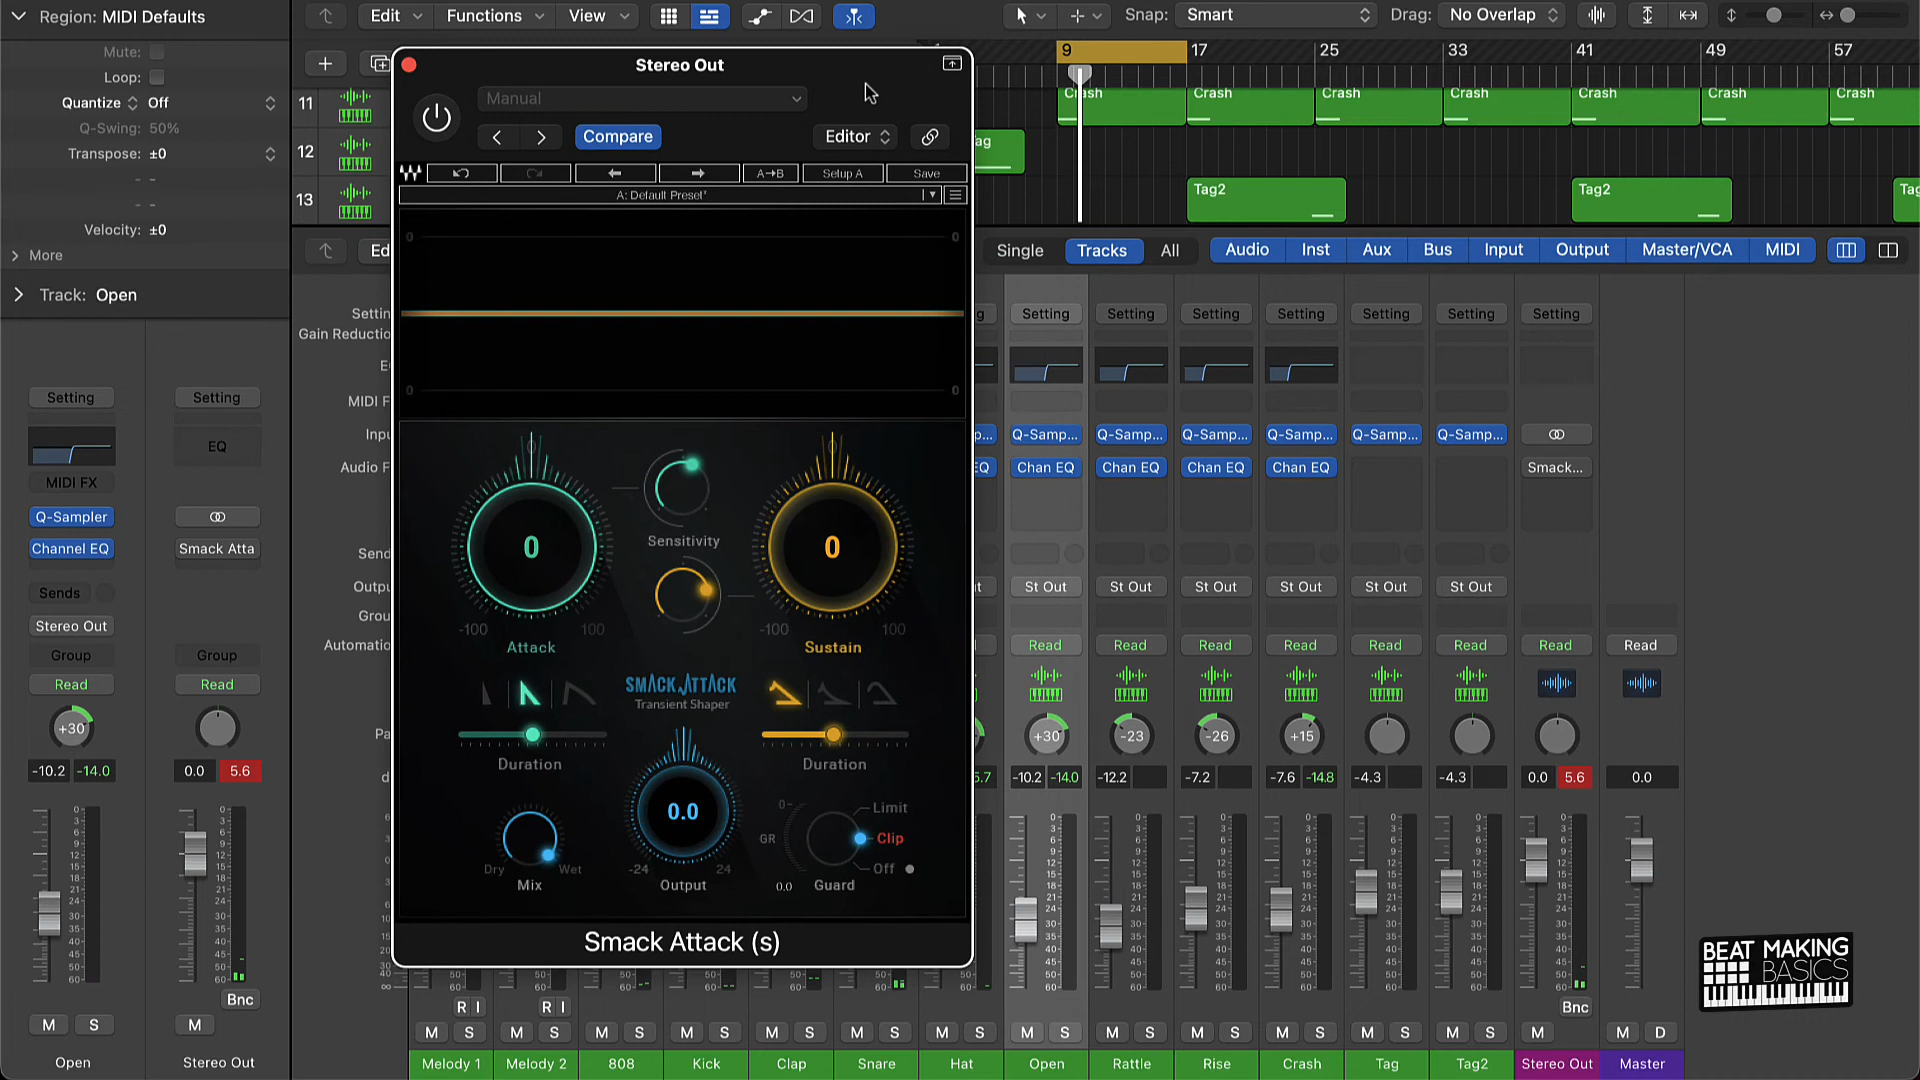 Region: MIDI Defaults
Mute:
Loop:
Quantize Off
Q-Swing: 50%
Transpose: ±0
- -
- -
Velocity: ±0
More
Track: Open
Edit Functions View
Snap: Smart
Drag: No Overlap
9 17 25 33 41 49 57
11 Crash Crash Crash Crash Crash Crash Crash
12
13 Tag2 Tag2
Stereo Out
Manual
Compare
Editor
A→B Setup A Save
A: Default Preset*
0 0
0 0
0 0
-100 100 -100 100
Attack Sensitivity Sustain
SMACK ATTACK
Transient Shaper
Duration Duration
0.0
Dry Wet -24 24
Mix Output
0 GR 0.0
Limit
Clip
Off
Guard
Smack Attack (s)
Single Tracks All
Audio Inst Aux Bus Input Output Master/VCA MIDI
Setting Setting Setting Setting Setting Setting Setting
Q-Samp... Q-Samp... Q-Samp... Q-Samp... Q-Samp... Q-Samp...
Chan EQ Chan EQ Chan EQ Chan EQ Smack...
St Out St Out St Out St Out St Out St Out
Read Read Read Read Read Read Read Read
+30 -23 -26 +15
-10.2 -14.0 -12.2 -7.2 -7.6 -14.8 -4.3 -4.3 0.0 5.6 0.0
Setting Setting
EQ
MIDI FX
Q-Sampler
Channel EQ Smack Atta
Sends
Stereo Out
Group Group
Read Read
+30
-10.2 -14.0 0.0 5.6
Bnc
M S M
Open Stereo Out
R I R I Bnc
M S M S M S M S M S M S M S M S M S M S M S M S M S M M D
Melody 1 Melody 2 808 Kick Clap Snare Hat Open Rattle Rise Crash Tag Tag2 Stereo Out Master
BEAT MAKING
BASICS